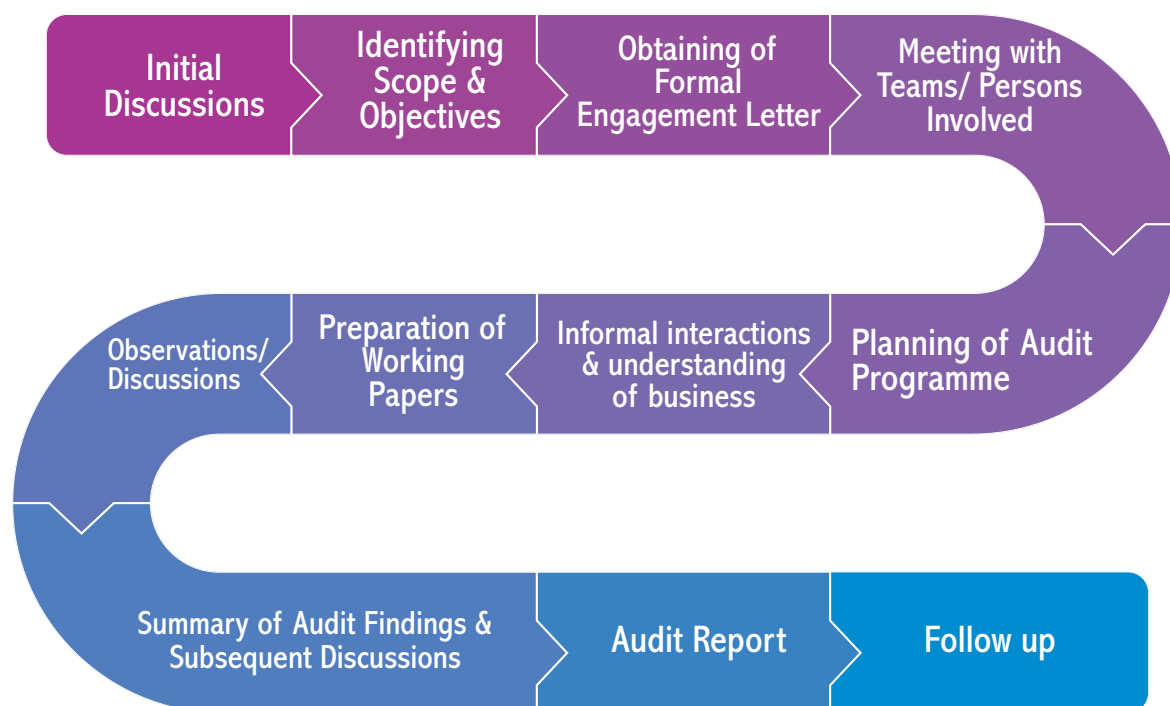 Initial
Discussions
Identifying
Scope &
Objectives
Obtaining of
Formal
Engagement Letter
Meeting with
Teams/ Persons
Involved
Planning of Audit
Programme
Informal interactions
& understanding
of business
Preparation of
Working
Papers
Observations/
Discussions
Summary of Audit Findings &
Subsequent Discussions
Audit Report
Follow up